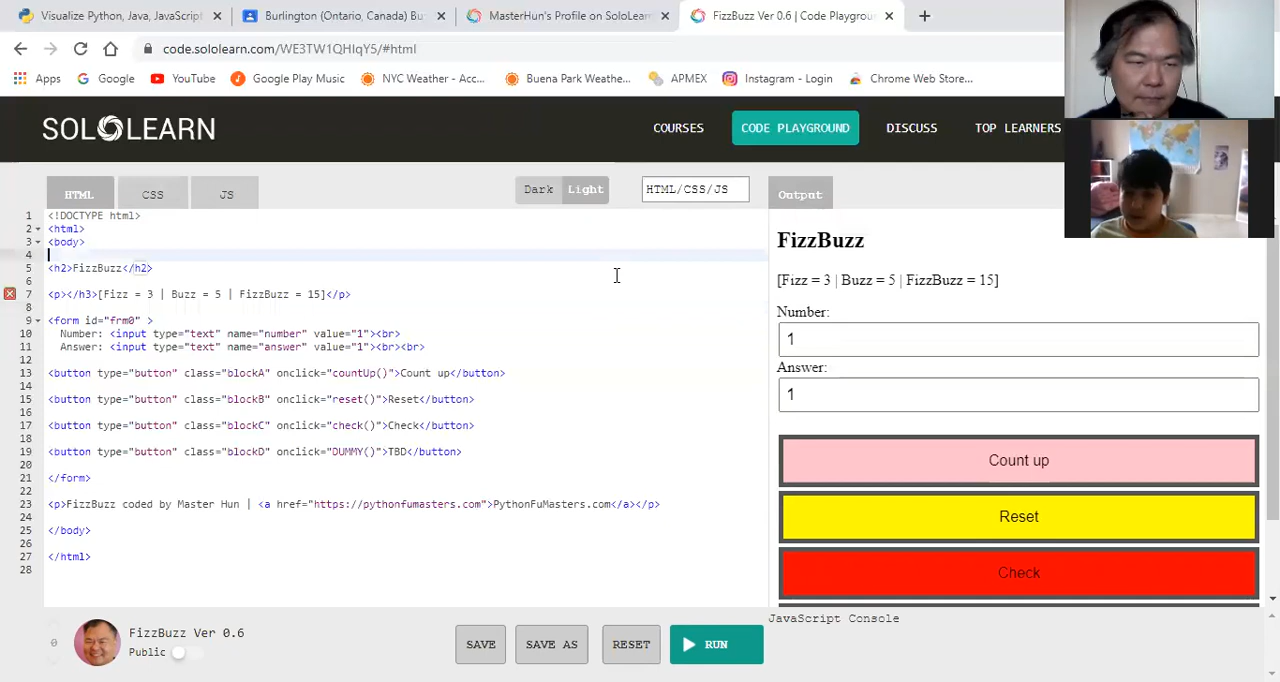 Visualize Python, Java, JavaScript
Burlington (Ontario, Canada) Bu
MasterHun's Profile on SoloLearn
FizzBuzz Ver 0.6 | Code Playgrou
code.sololearn.com/WE3TW1QHIqY5/#html
Apps Google YouTube Google Play Music NYC Weather - Acc... Buena Park Weathe... APMEX Instagram - Login Chrome Web Store...
SOLOLEARN
COURSES CODE PLAYGROUND DISCUSS TOP LEARNERS
HTML CSS JS Dark Light HTML/CSS/JS Output
1 <!DOCTYPE html>
2 <html>
3 <body>
4
5 <h2>FizzBuzz</h2>
6
7 <p></h3>[Fizz = 3 | Buzz = 5 | FizzBuzz = 15]</p>
8
9 <form id="frm0" >
10 Number: <input type="text" name="number" value="1"><br>
11 Answer: <input type="text" name="answer" value="1"><br><br>
12
13 <button type="button" class="blockA" onclick="countUp()">Count up</button>
14
15 <button type="button" class="blockB" onclick="reset()">Reset</button>
16
17 <button type="button" class="blockC" onclick="check()">Check</button>
18
19 <button type="button" class="blockD" onclick="DUMMY()">TBD</button>
20
21 </form>
22
23 <p>FizzBuzz coded by Master Hun | <a href="https://pythonfumasters.com">PythonFuMasters.com</a></p>
24
25 </body>
26
27 </html>
28
FizzBuzz
[Fizz = 3 | Buzz = 5 | FizzBuzz = 15]
Number:
1
Answer:
1
Count up
Reset
Check
JavaScript Console
0
FizzBuzz Ver 0.6
Public
SAVE SAVE AS RESET RUN